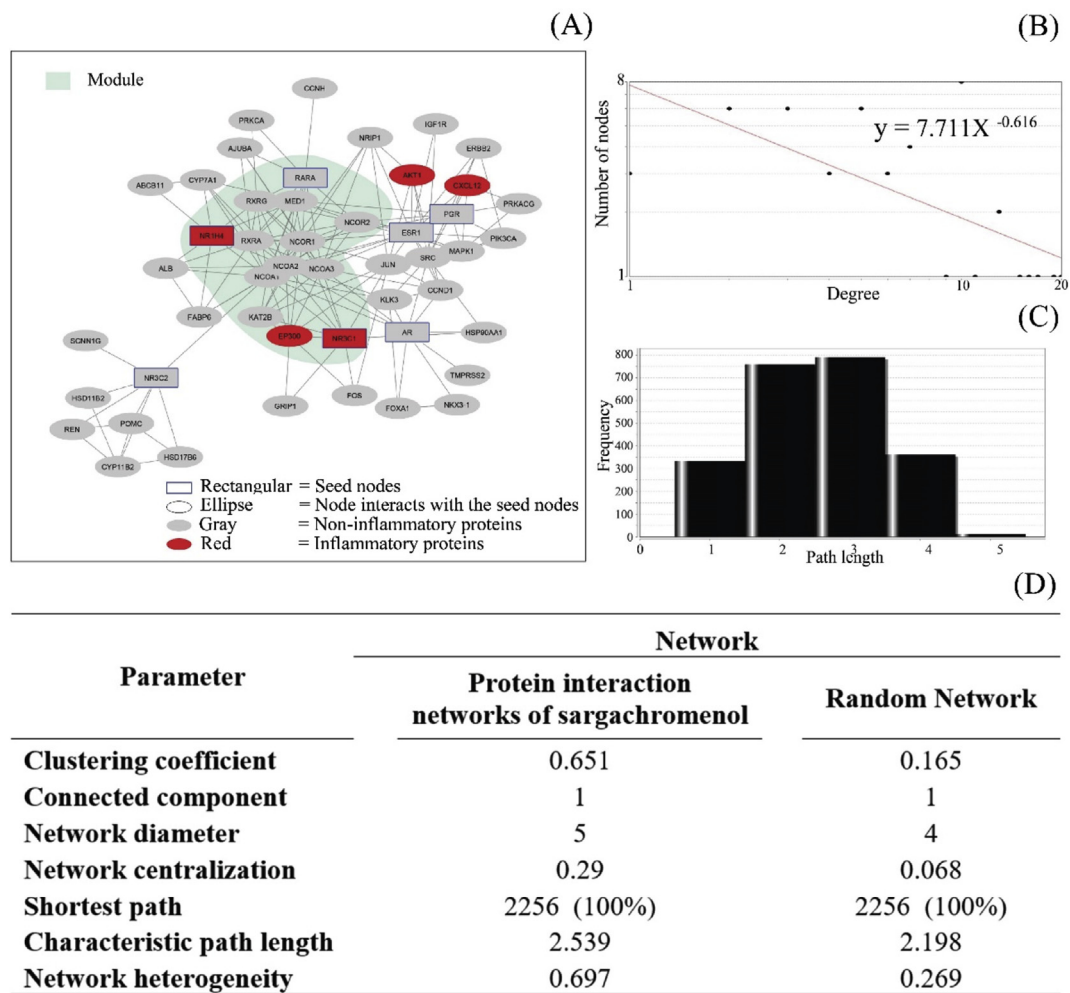 (A)
Module
CCNH
PRKCA
AJUBA
NRIP1
IGF1R
ERBB2
AKT1
CXCL12
ABCB11
CYP7A1
RARA
RXRG
MED1
PRKACG
PGR
NCOR2
ESR1
NR1H4
RXRA
NCOR1
PIK3CA
SRC
MAPK1
JUN
ALB
NCOA2
NCOA1
NCOA3
CCND1
KLK3
FABP6
KAT2B
EP300
NR3C1
AR
HSP90AA1
SCNN1G
NR3C2
TMPRSS2
HSD11B2
FOS
GRIP1
FOXA1
NKX3-1
REN
POMC
CYP11B2
HSD17B6
Rectangular = Seed nodes
Ellipse = Node interacts with the seed nodes
Gray = Non-inflammatory proteins
Red = Inflammatory proteins
(B)
8
y = 7.711X -0.616
Number of nodes
1
1 10 20
Degree
(C)
800
700
600
500
400
300
200
100
0
Frequency
0 1 2 3 4 5
Path length
(D)
Network
Parameter
Protein interaction
networks of sargachromenol
Random Network
Clustering coefficient 0.651 0.165
Connected component 1 1
Network diameter 5 4
Network centralization 0.29 0.068
Shortest path 2256 (100%) 2256 (100%)
Characteristic path length 2.539 2.198
Network heterogeneity 0.697 0.269